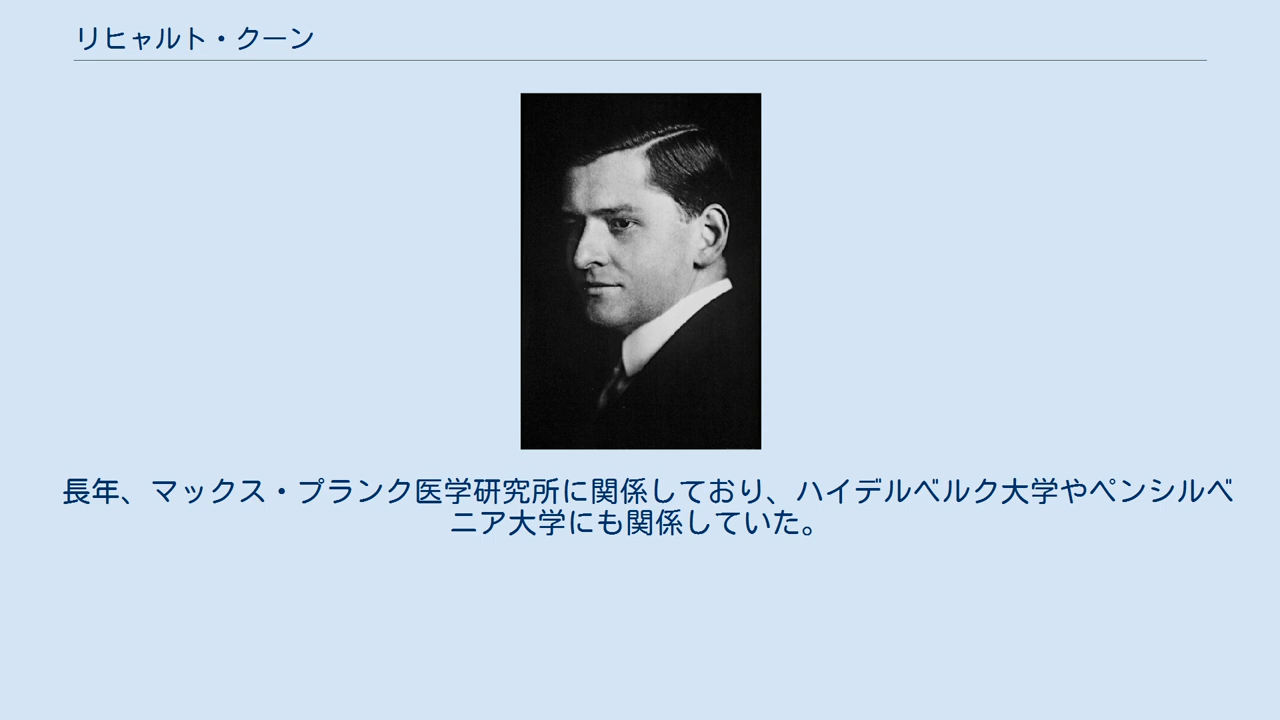 リヒャルト・クーン
長年、マックス・プランク医学研究所に関係しており、ハイデルベルク大学やペンシルベ
ニア大学にも関係していた。